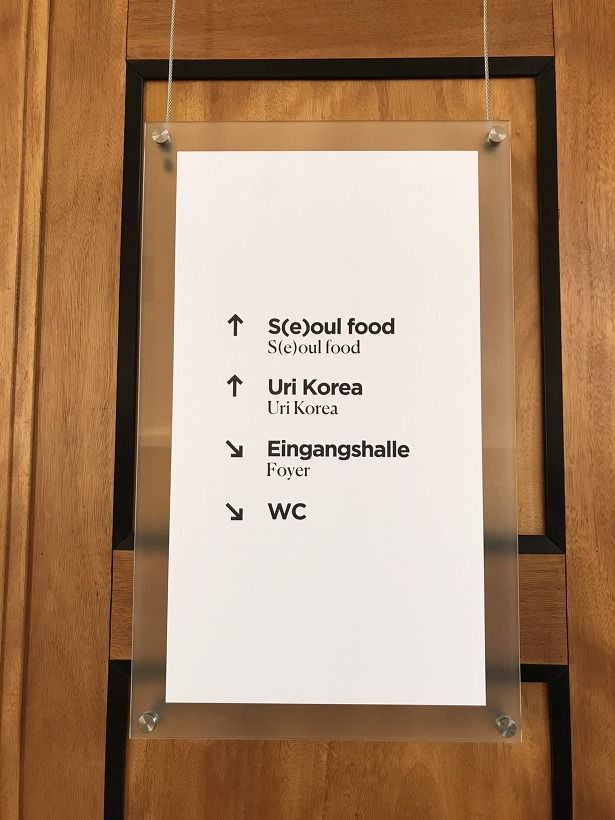 ↑ S(e)oul food
S(e)oul food
↑ Uri Korea
Uri Korea
↘ Eingangshalle
Foyer
↘ WC